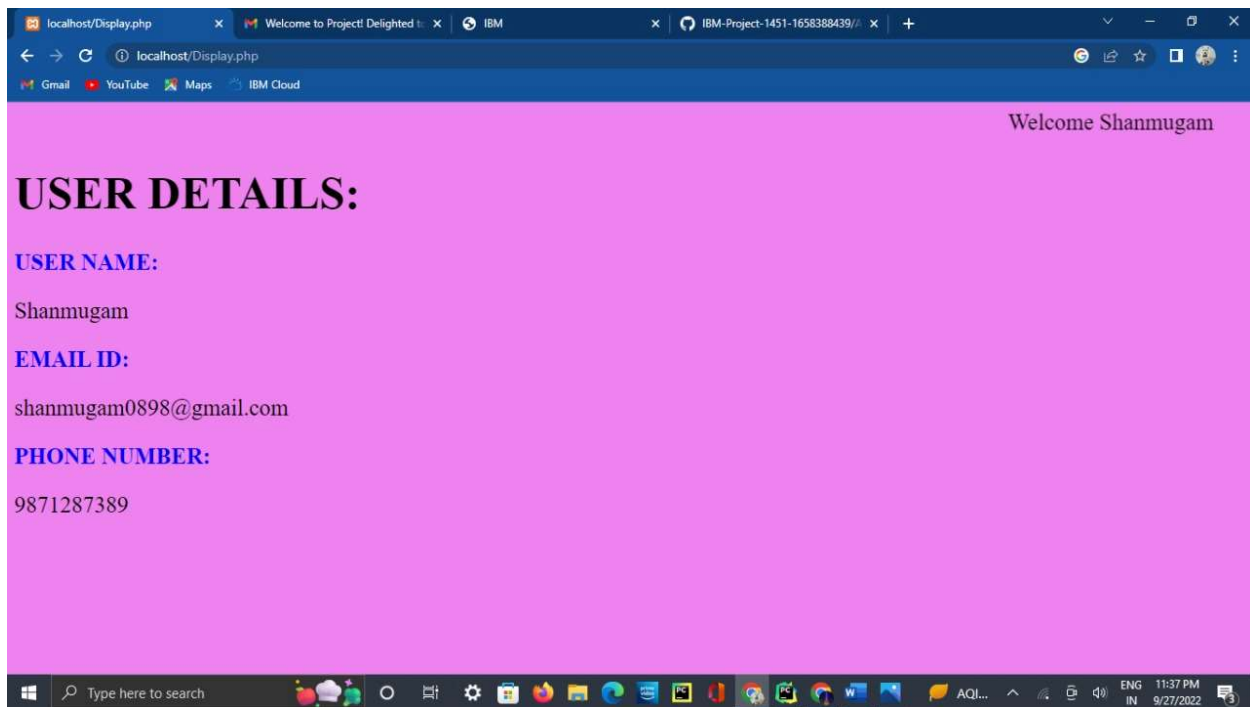 localhost/Display.php
Welcome to Project! Delighted t
IBM
IBM-Project-1451-1658388439/A
localhost/Display.php
Gmail YouTube Maps IBM Cloud
Welcome Shanmugam
USER DETAILS:
USER NAME:
Shanmugam
EMAIL ID:
shanmugam0898@gmail.com
PHONE NUMBER:
9871287389
Type here to search
AQI...
ENG
IN
11:37 PM
9/27/2022